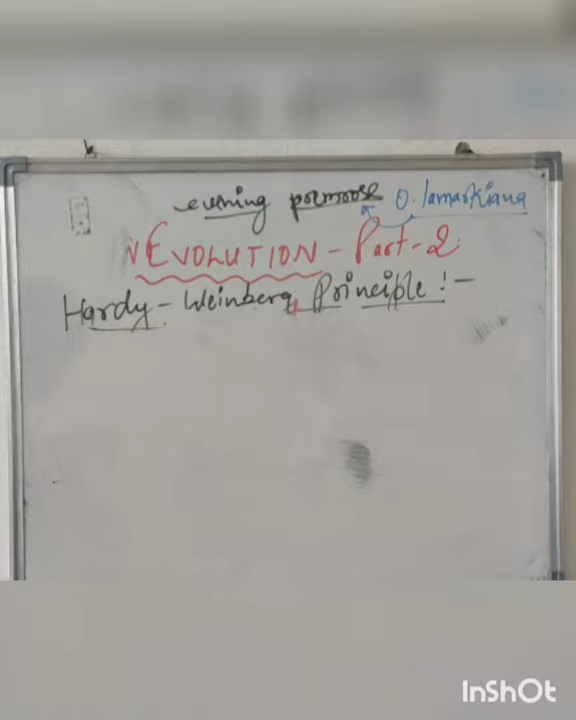 evening primrose O. lamarkiana
EVOLUTION - Part-2
Hardy - Weinberg Principle :-
InShOt